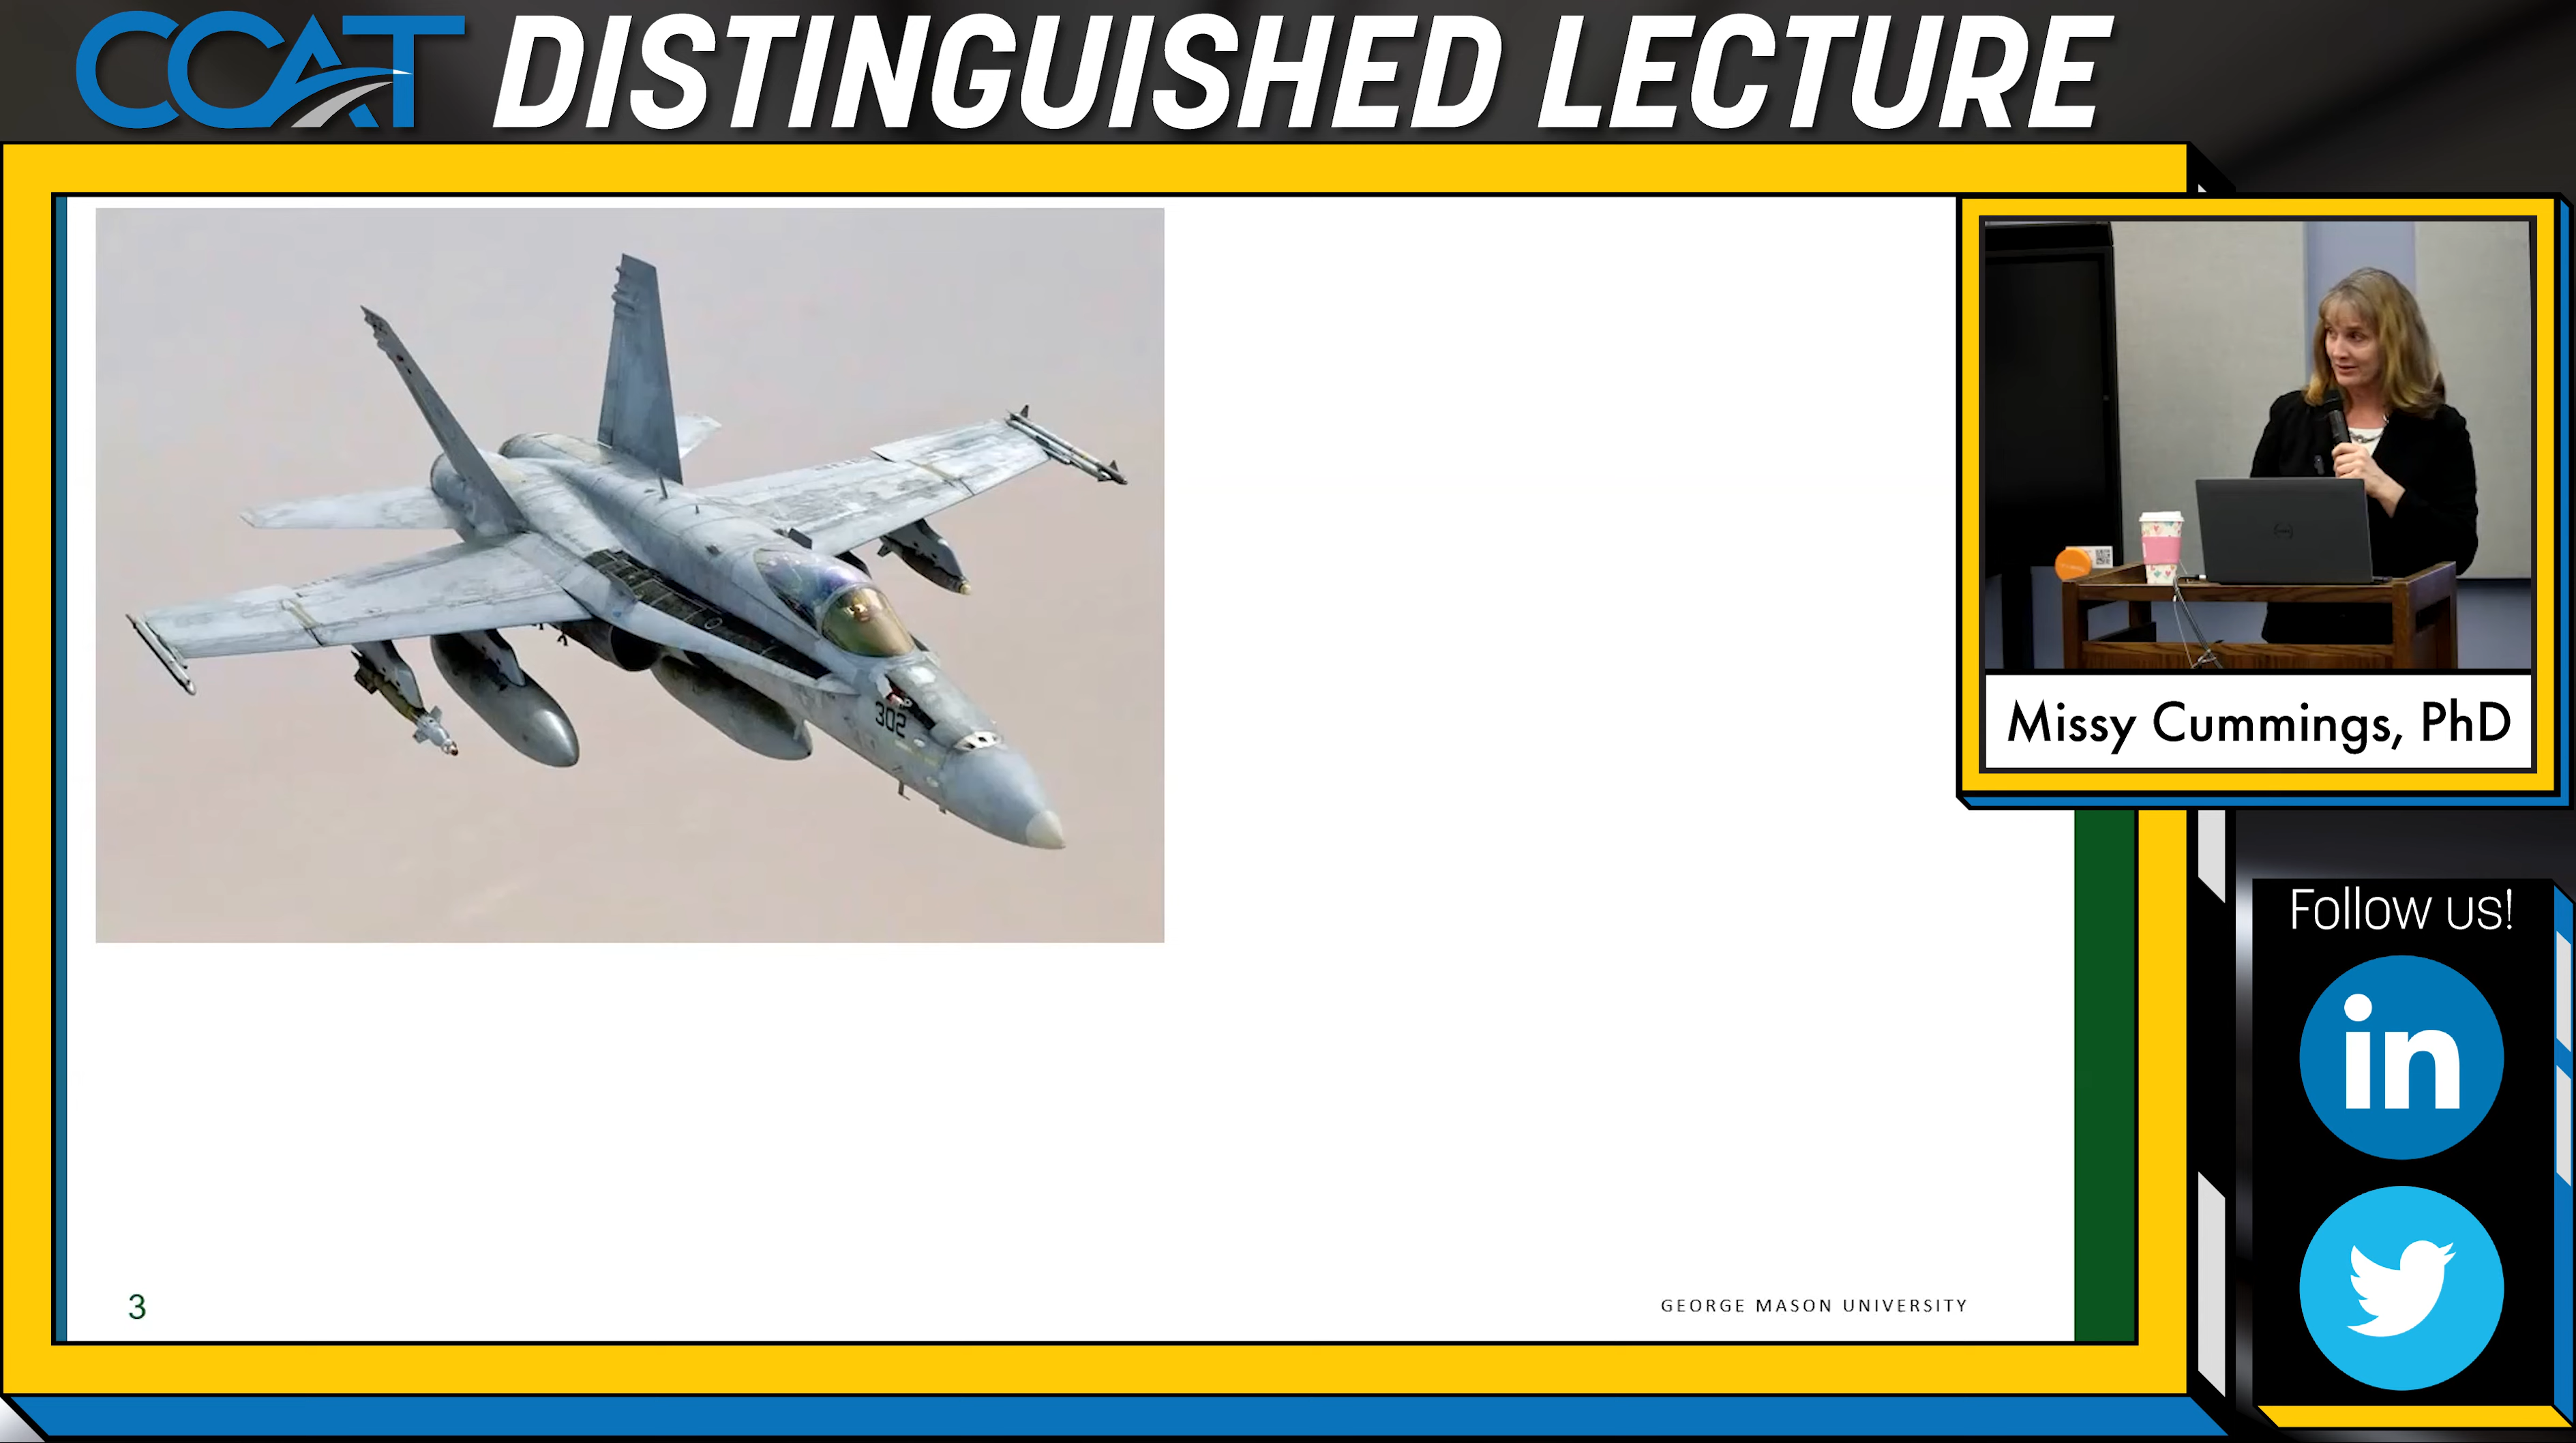 CCAT DISTINGUISHED LECTURE
302
Missy Cummings, PhD
Follow us!
in
3
GEORGE MASON UNIVERSITY